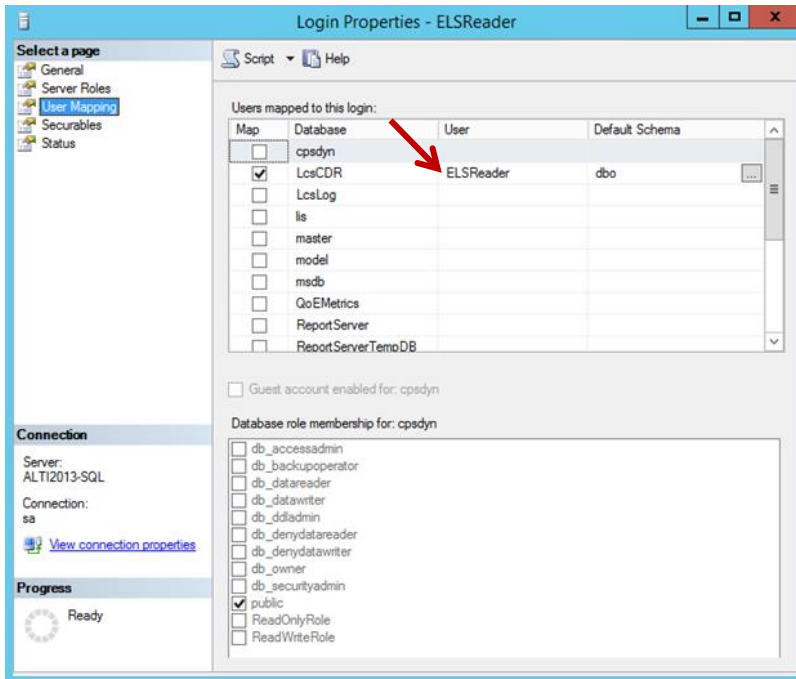 Login Properties - ELSReader
Select a page
General
Server Roles
User Mapping
Securables
Status
Script Help
Users mapped to this login:
Map Database User Default Schema
cpsdyn
LcsCDR ELSReader dbo ...
LcsLog
lis
master
model
msdb
QoEMetrics
ReportServer
ReportServerTempDB
Guest account enabled for: cpsdyn
Database role membership for: cpsdyn
db_accessadmin
db_backupoperator
db_datareader
db_datawriter
db_ddladmin
db_denydatareader
db_denydatawriter
db_owner
db_securityadmin
public
ReadOnlyRole
ReadWriteRole
Connection
Server:
ALTI2013-SQL
Connection:
sa
View connection properties
Progress
Ready